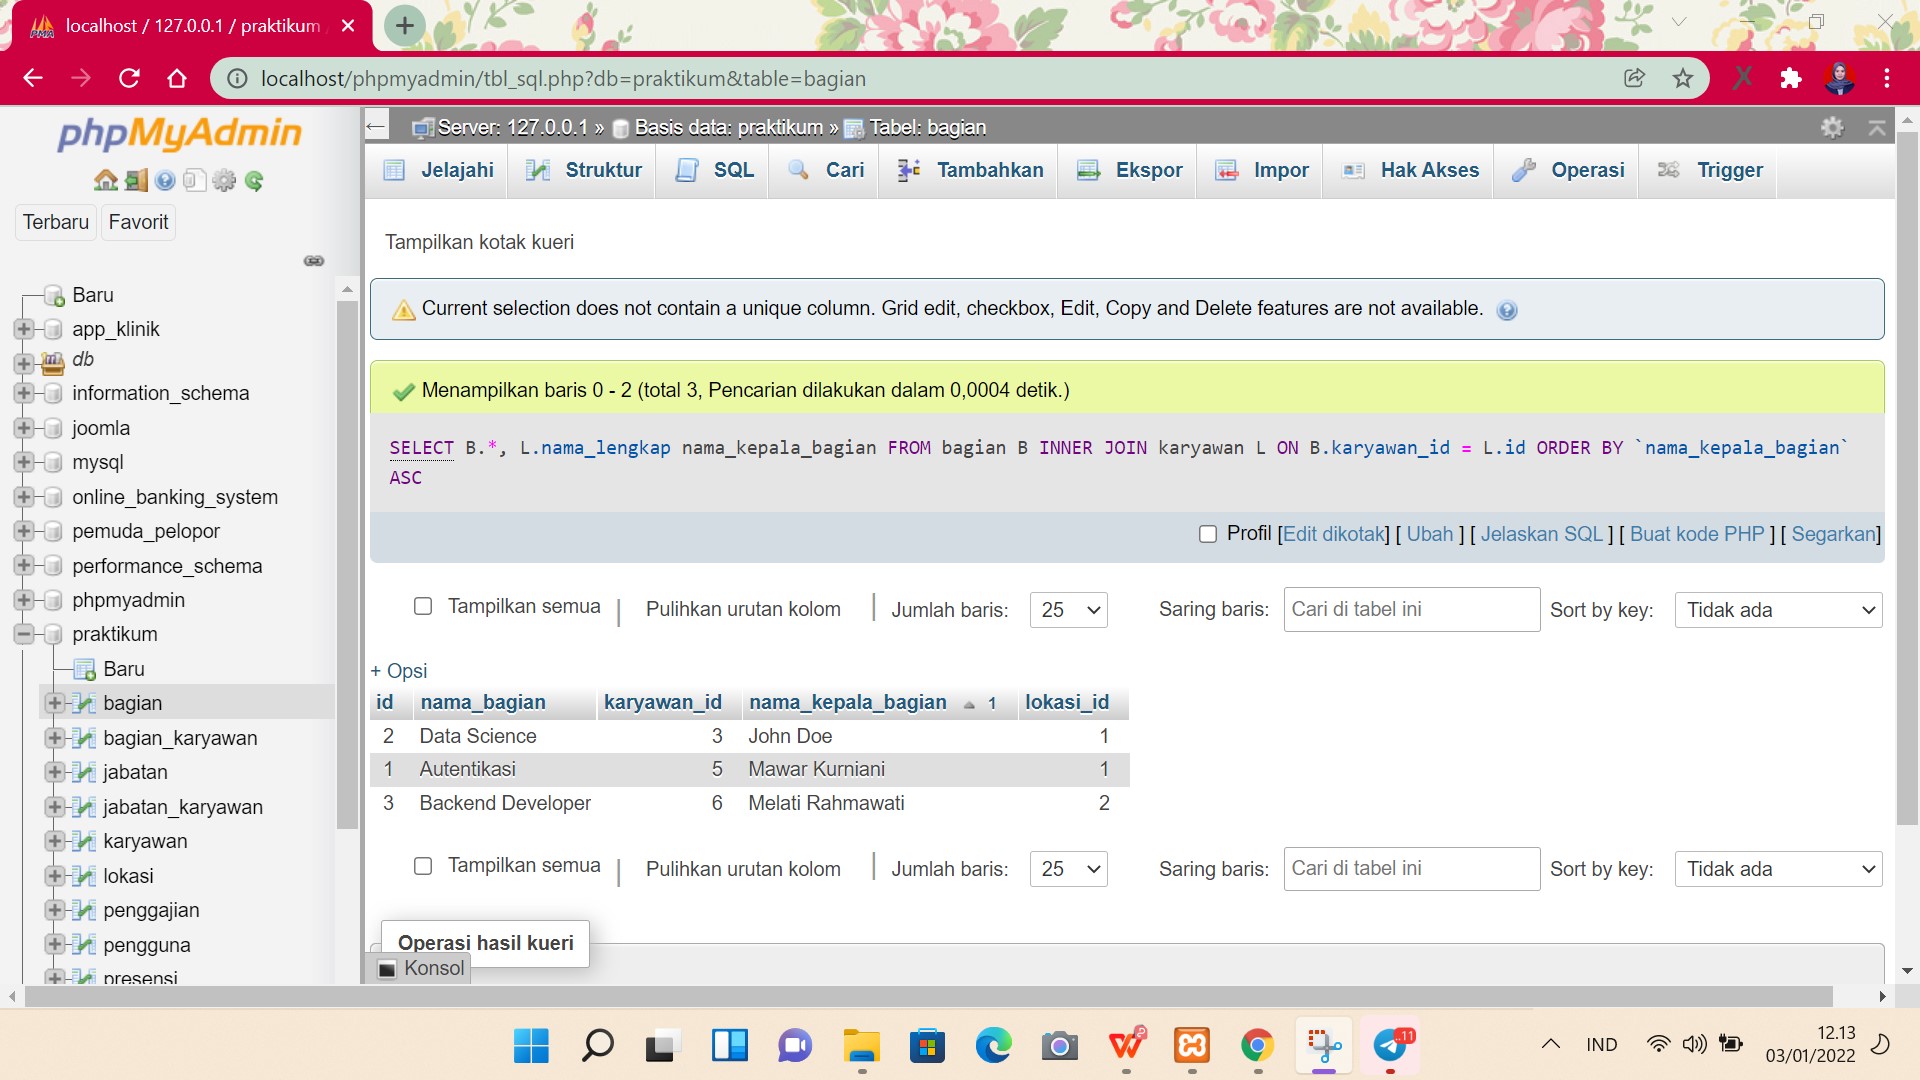 localhost / 127.0.0.1 / praktikum
localhost/phpmyadmin/tbl_sql.php?db=praktikum&table=bagian
phpMyAdmin
Terbaru
Favorit
Baru
app_klinik
db
information_schema
joomla
mysql
online_banking_system
pemuda_pelopor
performance_schema
phpmyadmin
praktikum
Baru
bagian
bagian_karyawan
jabatan
jabatan_karyawan
karyawan
lokasi
penggajian
pengguna
presensi
Server: 127.0.0.1 » Basis data: praktikum » Tabel: bagian
Jelajahi Struktur SQL Cari Tambahkan Ekspor Impor Hak Akses Operasi Trigger
Tampilkan kotak kueri
Current selection does not contain a unique column. Grid edit, checkbox, Edit, Copy and Delete features are not available.
Menampilkan baris 0 - 2 (total 3, Pencarian dilakukan dalam 0,0004 detik.)
SELECT B.*, L.nama_lengkap nama_kepala_bagian FROM bagian B INNER JOIN karyawan L ON B.karyawan_id = L.id ORDER BY `nama_kepala_bagian`
ASC
Profil [Edit dikotak] [ Ubah ] [ Jelaskan SQL ] [ Buat kode PHP ] [ Segarkan]
Tampilkan semua | Pulihkan urutan kolom | Jumlah baris: 25 Saring baris: Cari di tabel ini Sort by key: Tidak ada
+ Opsi
id nama_bagian karyawan_id nama_kepala_bagian 1 lokasi_id
2 Data Science 3 John Doe 1
1 Autentikasi 5 Mawar Kurniani 1
3 Backend Developer 6 Melati Rahmawati 2
Tampilkan semua | Pulihkan urutan kolom | Jumlah baris: 25 Saring baris: Cari di tabel ini Sort by key: Tidak ada
Operasi hasil kueri
Konsol
11
IND
12.13
03/01/2022